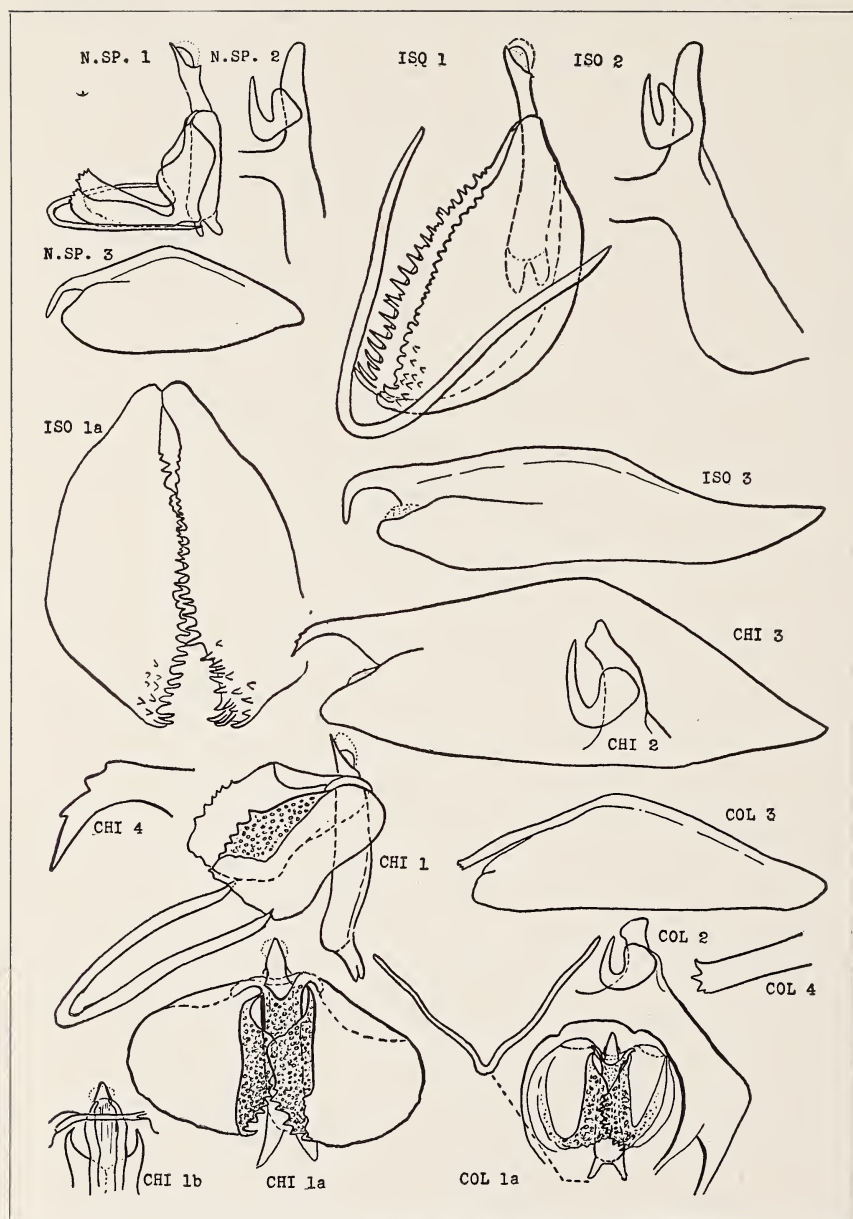 N.SP. 1
N.SP. 2
ISO 1
ISO 2
N.SP. 3
ISO 1a
ISO 3
CHI 3
CHI 2
CHI 4
COL 3
CHI 1
COL 2
COL 4
CHI 1b
CHI 1a
COL 1a